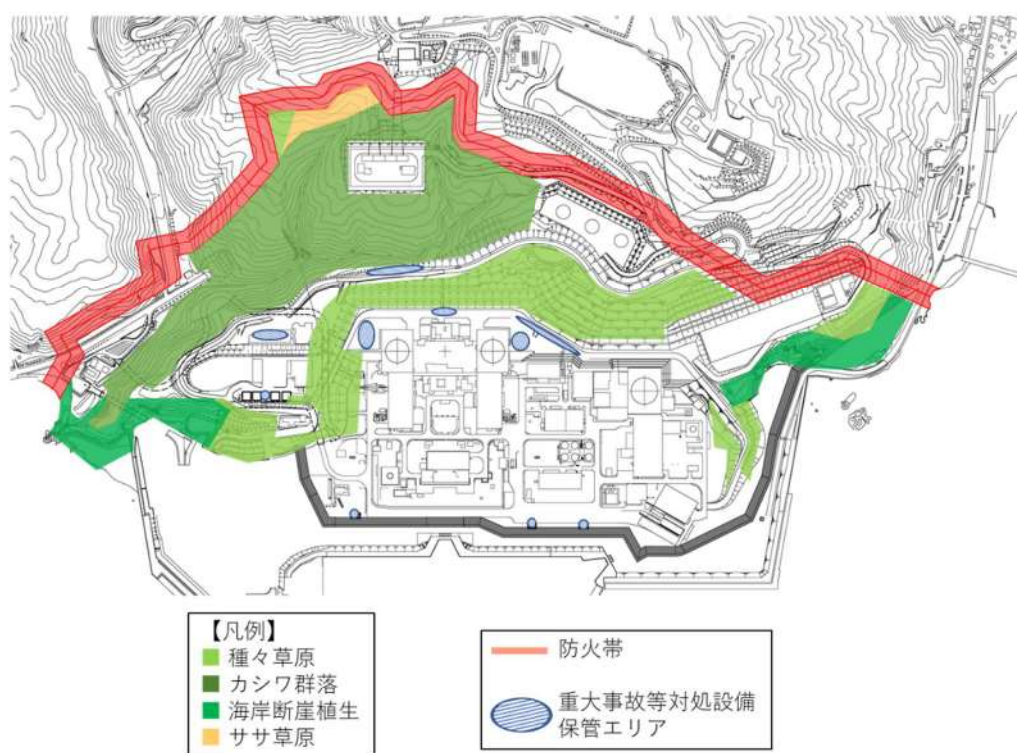 【凡例】
種々草原
カシワ群落
海岸断崖植生
ササ草原
防火帯
重大事故等対処設備
保管エリア